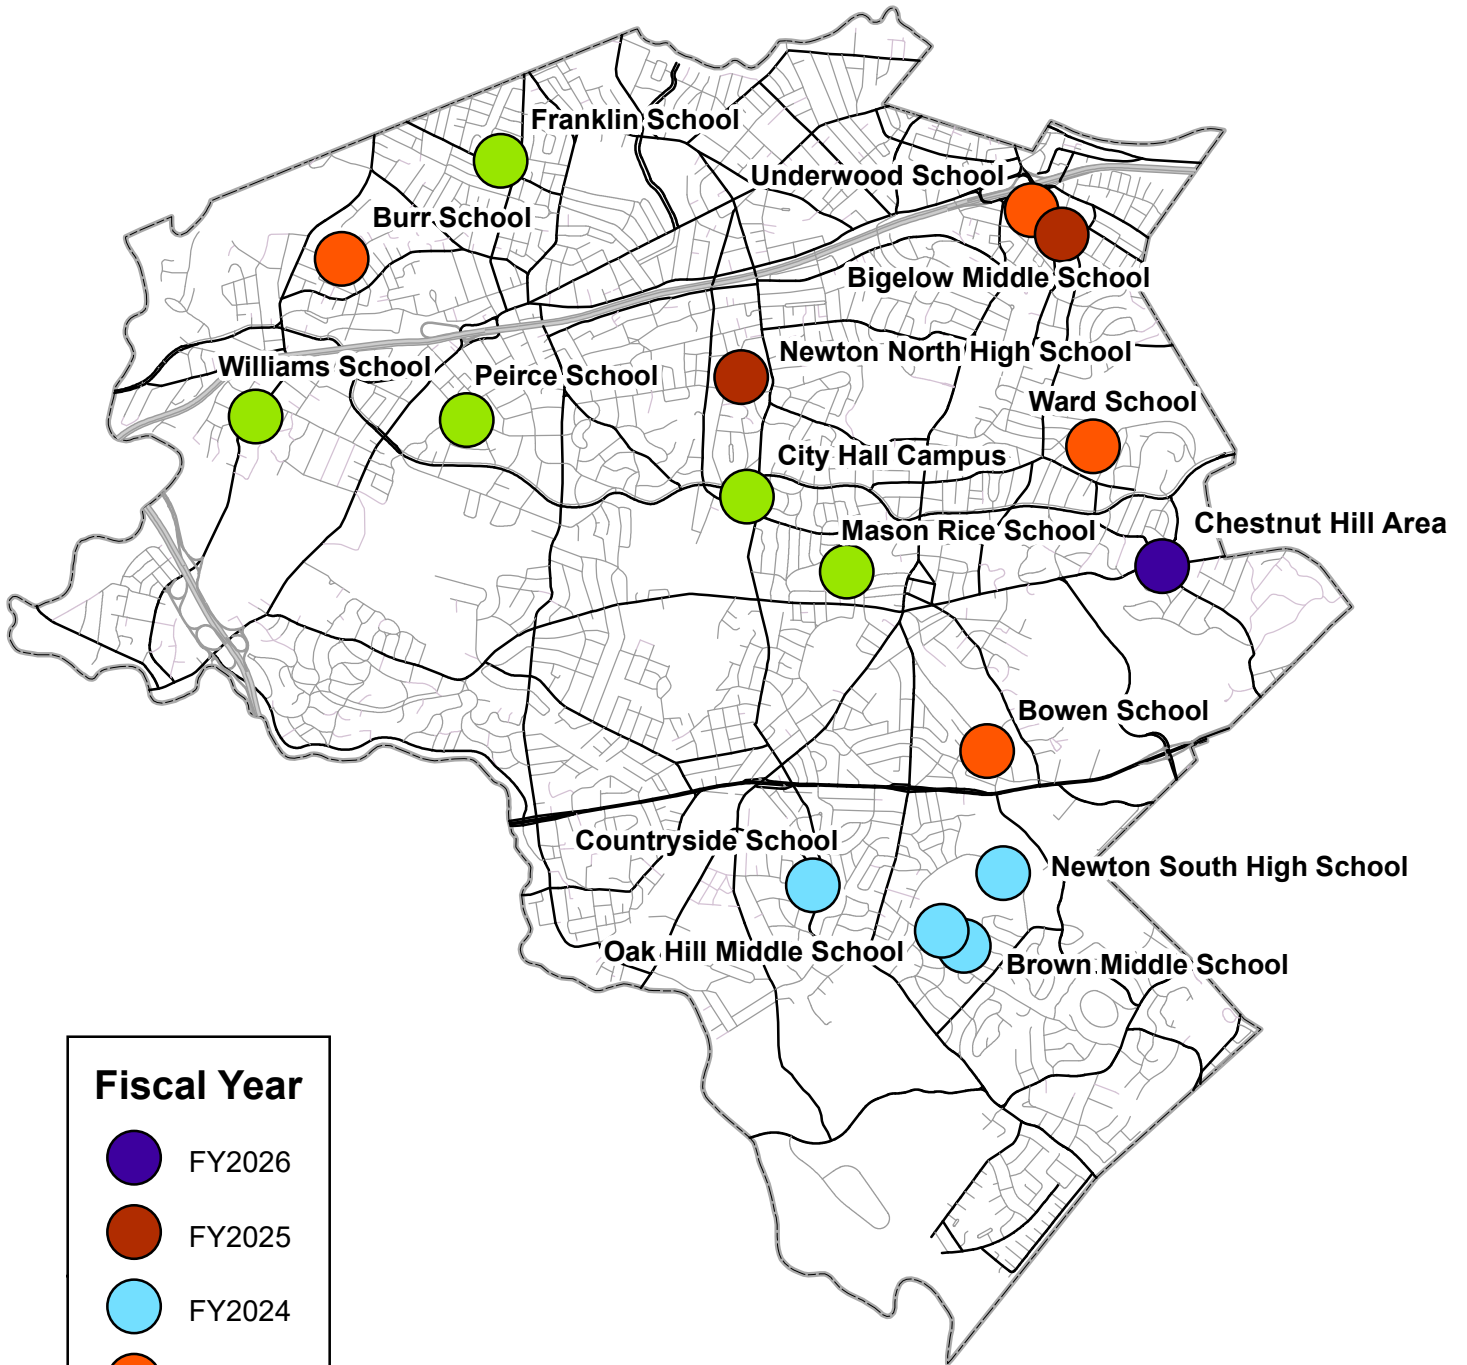 Franklin School
Underwood School
Burr School
Bigelow Middle School
Newton North High School
Williams School
Peirce School
Ward School
City Hall Campus
Chestnut Hill Area
Mason Rice School
Bowen School
Countryside School
Newton South High School
Oak Hill Middle School
Brown Middle School
Fiscal Year
FY2026
FY2025
FY2024